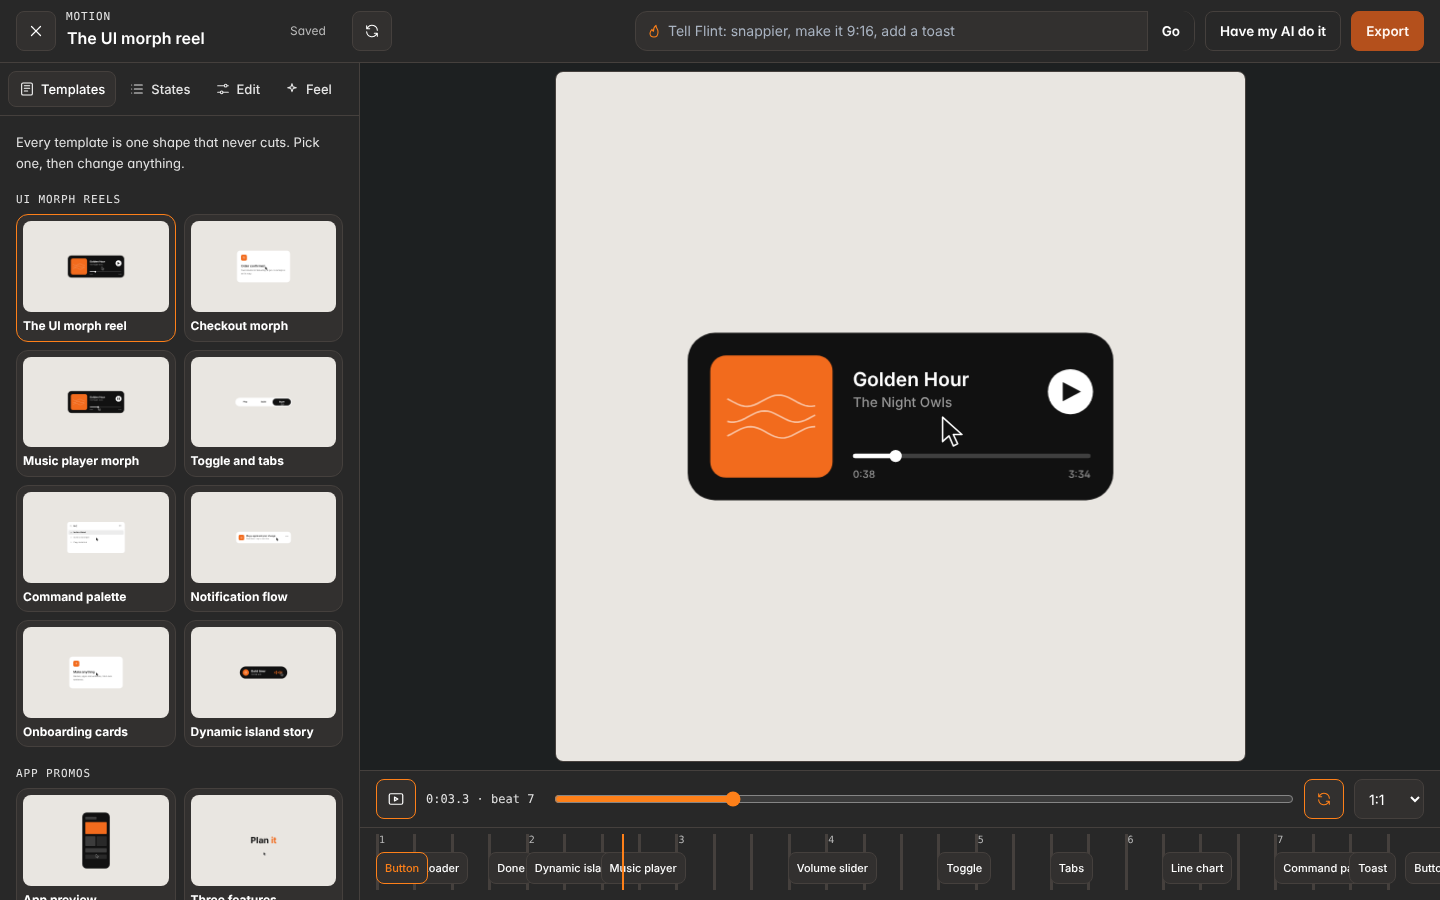 MOTION
The UI morph reel
Saved
Tell Flint: snappier, make it 9:16, add a toast
Go
Have my AI do it
Export
Templates
States
Edit
Feel
Every template is one shape that never cuts. Pick
one, then change anything.
UI MORPH REELS
The UI morph reel
Checkout morph
Music player morph
Toggle and tabs
Command palette
Notification flow
Onboarding cards
Dynamic island story
APP PROMOS
Plan it
App preview
Three features
Golden Hour
The Night Owls
0:38
3:34
0:03.3 · beat 7
1:1
1
2
3
4
5
6
7
Button
oader
Done
Dynamic isla
Music player
Volume slider
Toggle
Tabs
Line chart
Command pa
Toast
Butto